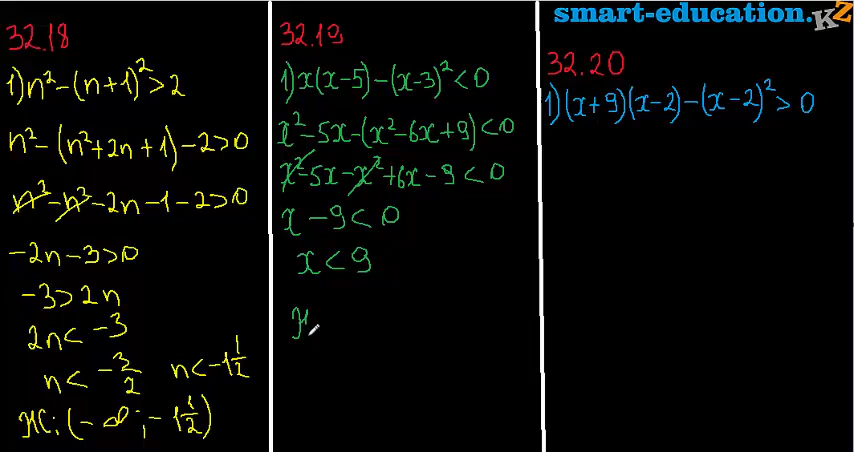 smart-education.KZ
32.18
1) n² - (n+1)² > 2
n² - (n² + 2n + 1) - 2 > 0
n² - n² - 2n - 1 - 2 > 0
-2n - 3 > 0
-3 > 2n
2n < -3
n < -3/2 n < -1 1/2
Ж: (-∞; -1 1/2)
32.19
1) x(x-5) - (x-3)² < 0
x² - 5x - (x² - 6x + 9) < 0
x² - 5x - x² + 6x - 9 < 0
x - 9 < 0
x < 9
32.20
1) (x+9)(x-2) - (x-2)² > 0